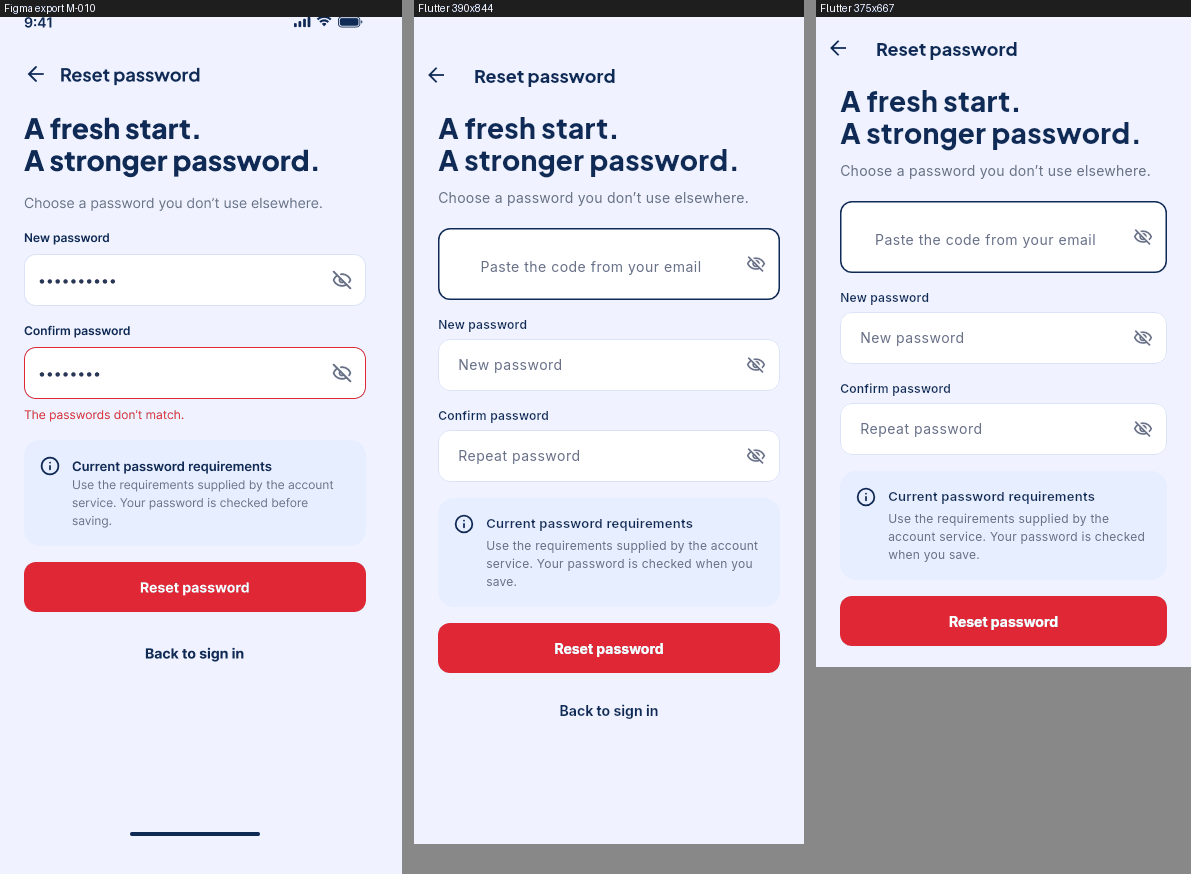 Figma export M-010
9:41
Reset password
A fresh start.
A stronger password.
Choose a password you don’t use elsewhere.
New password
••••••••••
Confirm password
••••••••
The passwords don't match.
Current password requirements
Use the requirements supplied by the account
service. Your password is checked before
saving.
Reset password
Back to sign in
Flutter 390x844
Reset password
A fresh start.
A stronger password.
Choose a password you don’t use elsewhere.
Paste the code from your email
New password
New password
Confirm password
Repeat password
Current password requirements
Use the requirements supplied by the account
service. Your password is checked when you
save.
Reset password
Back to sign in
Flutter 375x667
Reset password
A fresh start.
A stronger password.
Choose a password you don’t use elsewhere.
Paste the code from your email
New password
New password
Confirm password
Repeat password
Current password requirements
Use the requirements supplied by the
account service. Your password is checked
when you save.
Reset password